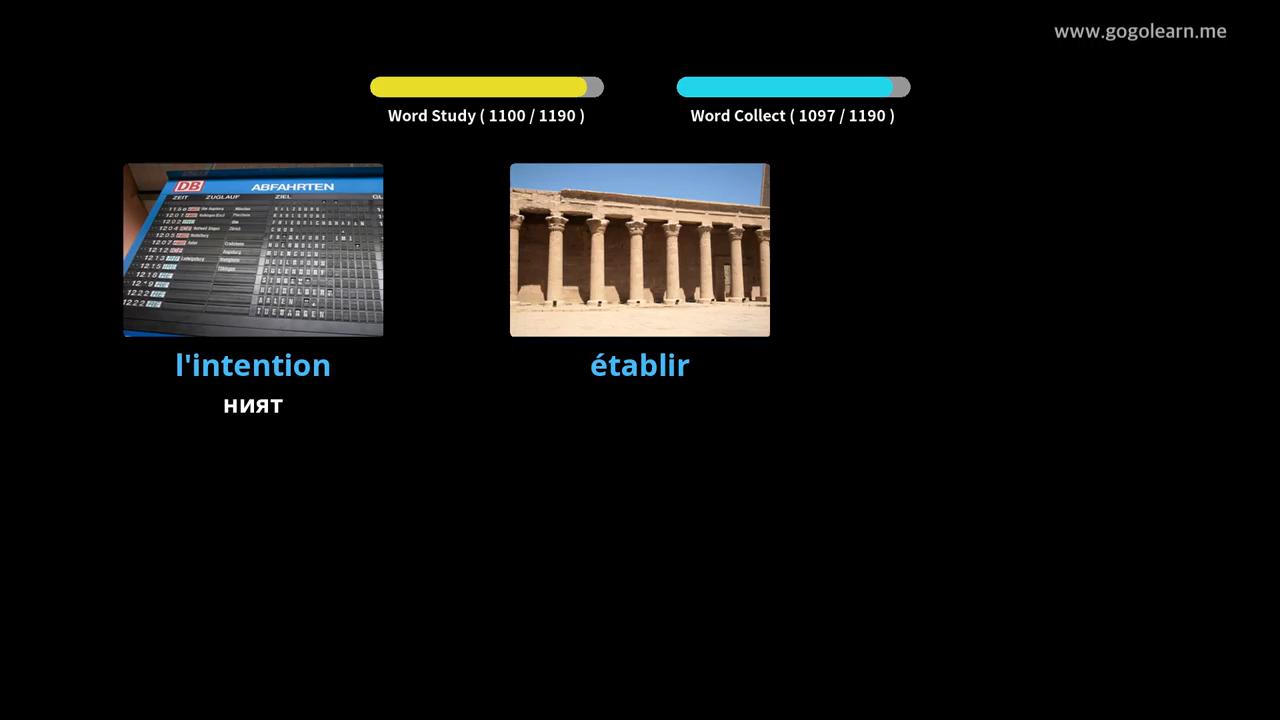 www.gogolearn.me
Word Study ( 1100 / 1190 )
Word Collect ( 1097 / 1190 )
DB ABFAHRTEN
ZEIT ZUGLAUF ZIEL
l'intention
établir
ният